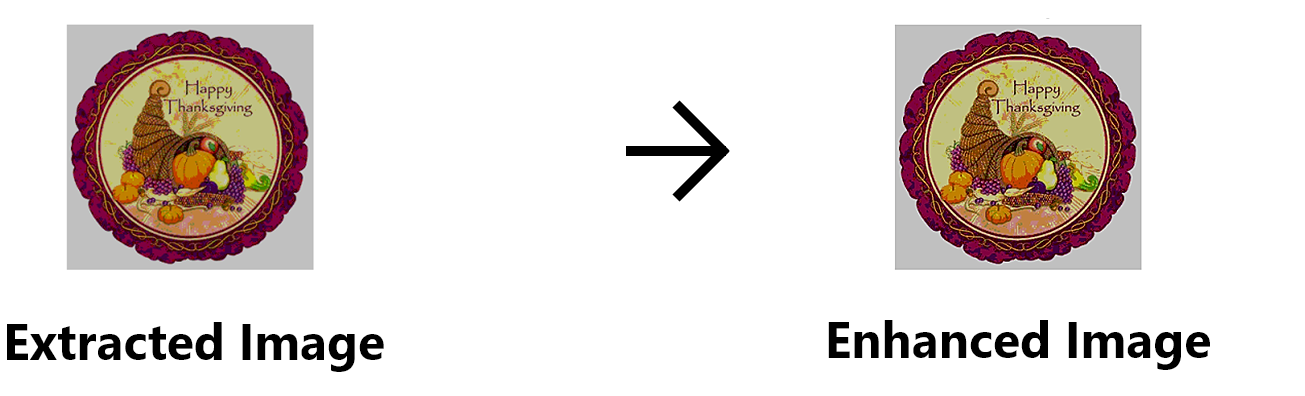 Happy
Thanksgiving
Happy
Thanksgiving
Extracted Image
Enhanced Image